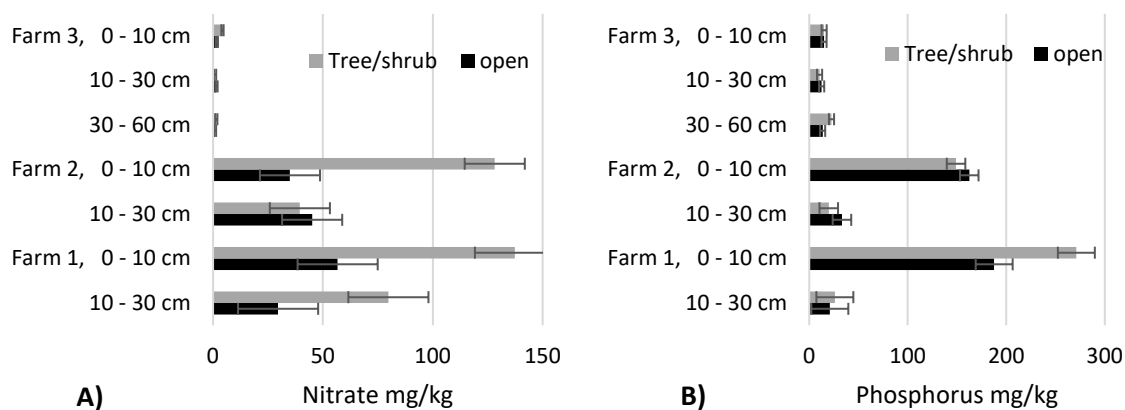 Farm 3, 0 - 10 cm
10 - 30 cm
30 - 60 cm
Farm 2, 0 - 10 cm
10 - 30 cm
Farm 1, 0 - 10 cm
10 - 30 cm
Tree/shrub open
0 50 100 150
A) Nitrate mg/kg
Farm 3, 0 - 10 cm
10 - 30 cm
30 - 60 cm
Farm 2, 0 - 10 cm
10 - 30 cm
Farm 1, 0 - 10 cm
10 - 30 cm
Tree/shrub open
0 100 200 300
B) Phosphorus mg/kg